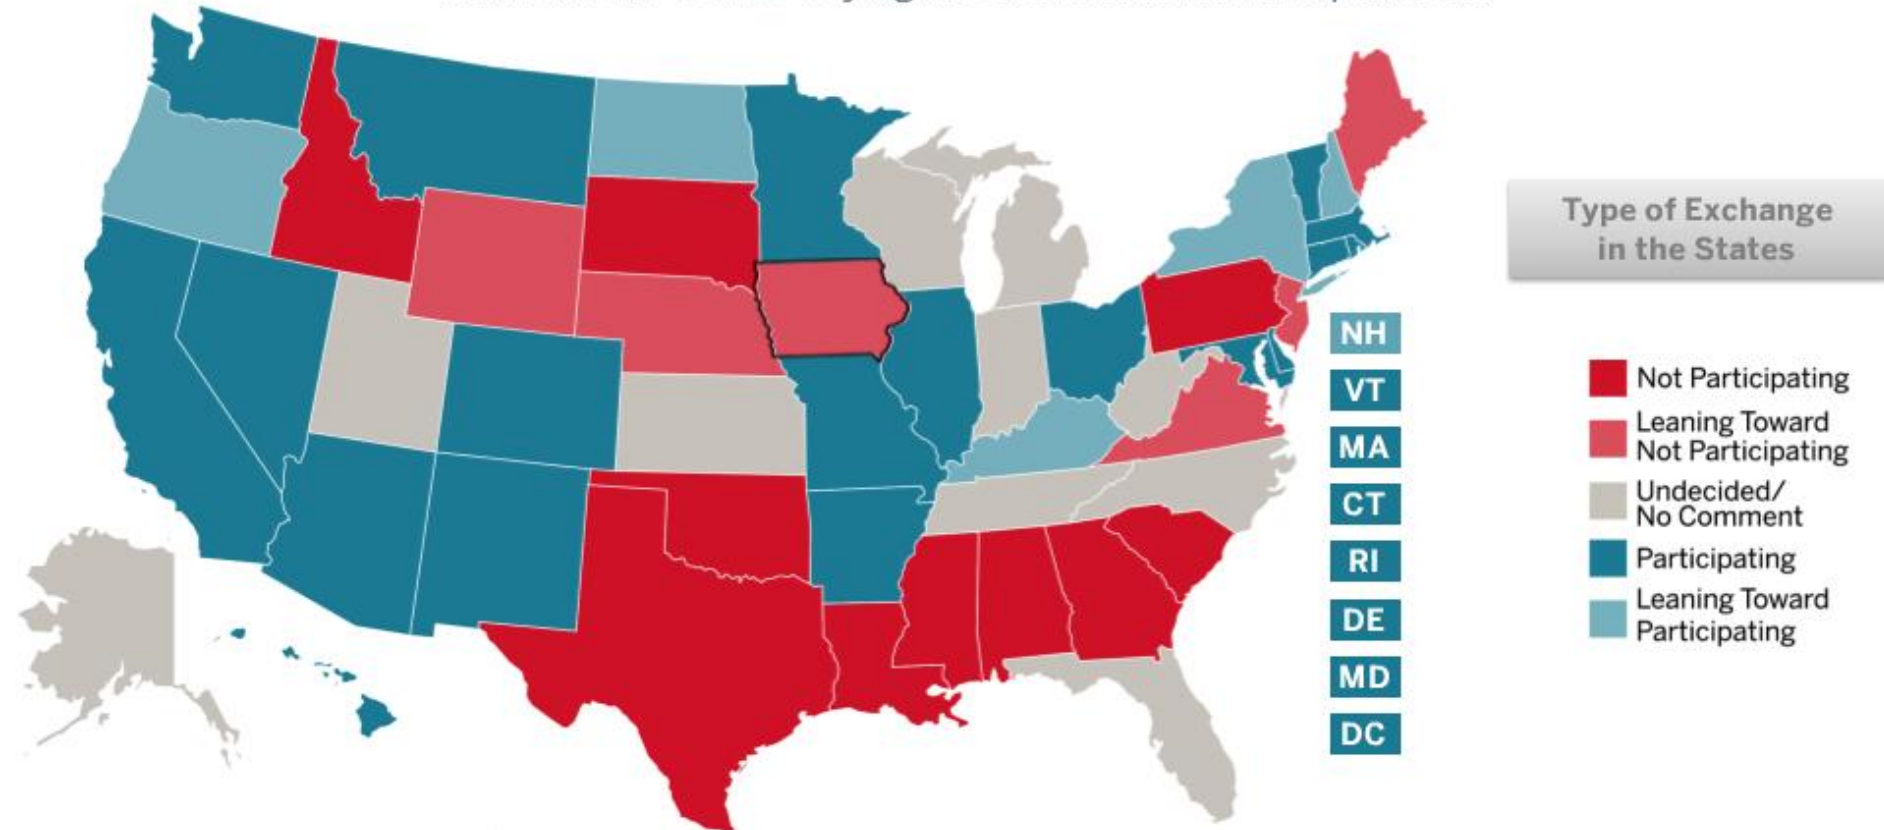 Type of Exchange
in the States
NH
VT
MA
CT
RI
DE
MD
DC
Not Participating
Leaning Toward
Not Participating
Undecided/
No Comment
Participating
Leaning Toward
Participating